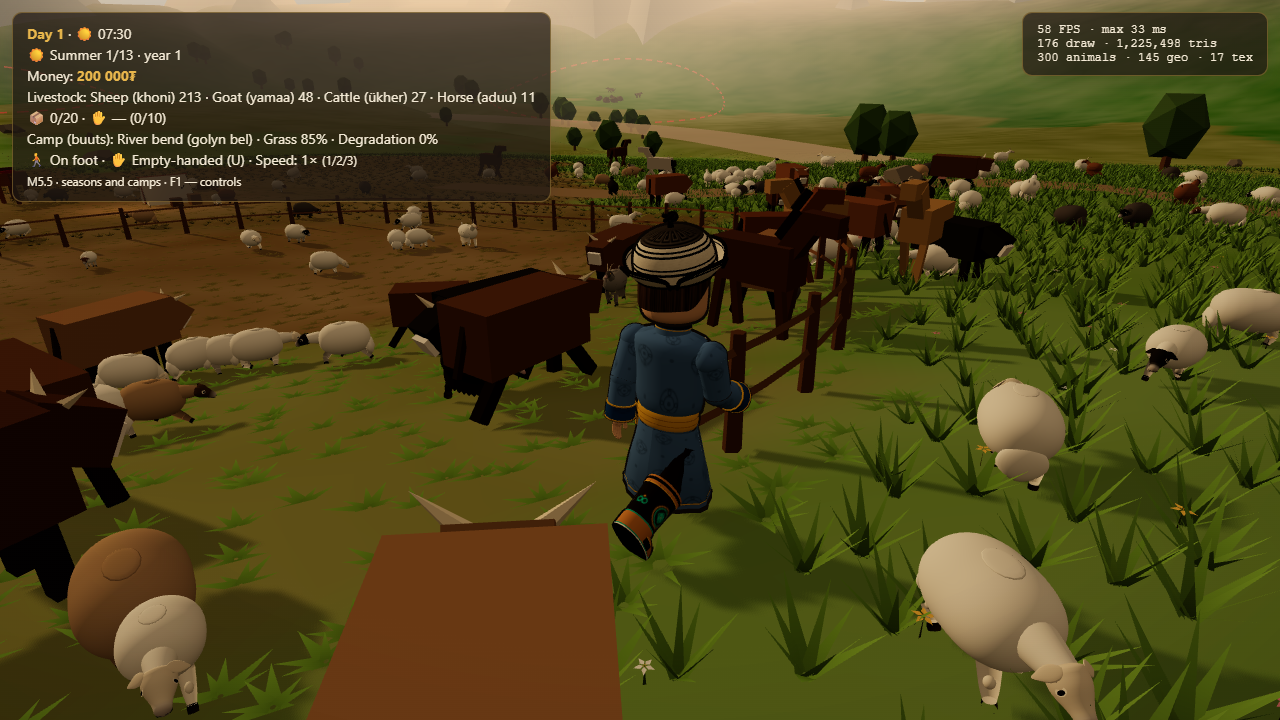 Day 1 · 07:30
Summer 1/13 · year 1
Money: 200 000₮
Livestock: Sheep (khoni) 213 · Goat (yamaa) 48 · Cattle (ükher) 27 · Horse (aduu) 11
0/20 · — (0/10)
Camp (buuts): River bend (golyn bel) · Grass 85% · Degradation 0%
On foot · Empty-handed (U) · Speed: 1× (1/2/3)
M5.5 · seasons and camps · F1 — controls
58 FPS · max 33 ms
176 draw · 1,225,498 tris
300 animals · 145 geo · 17 tex